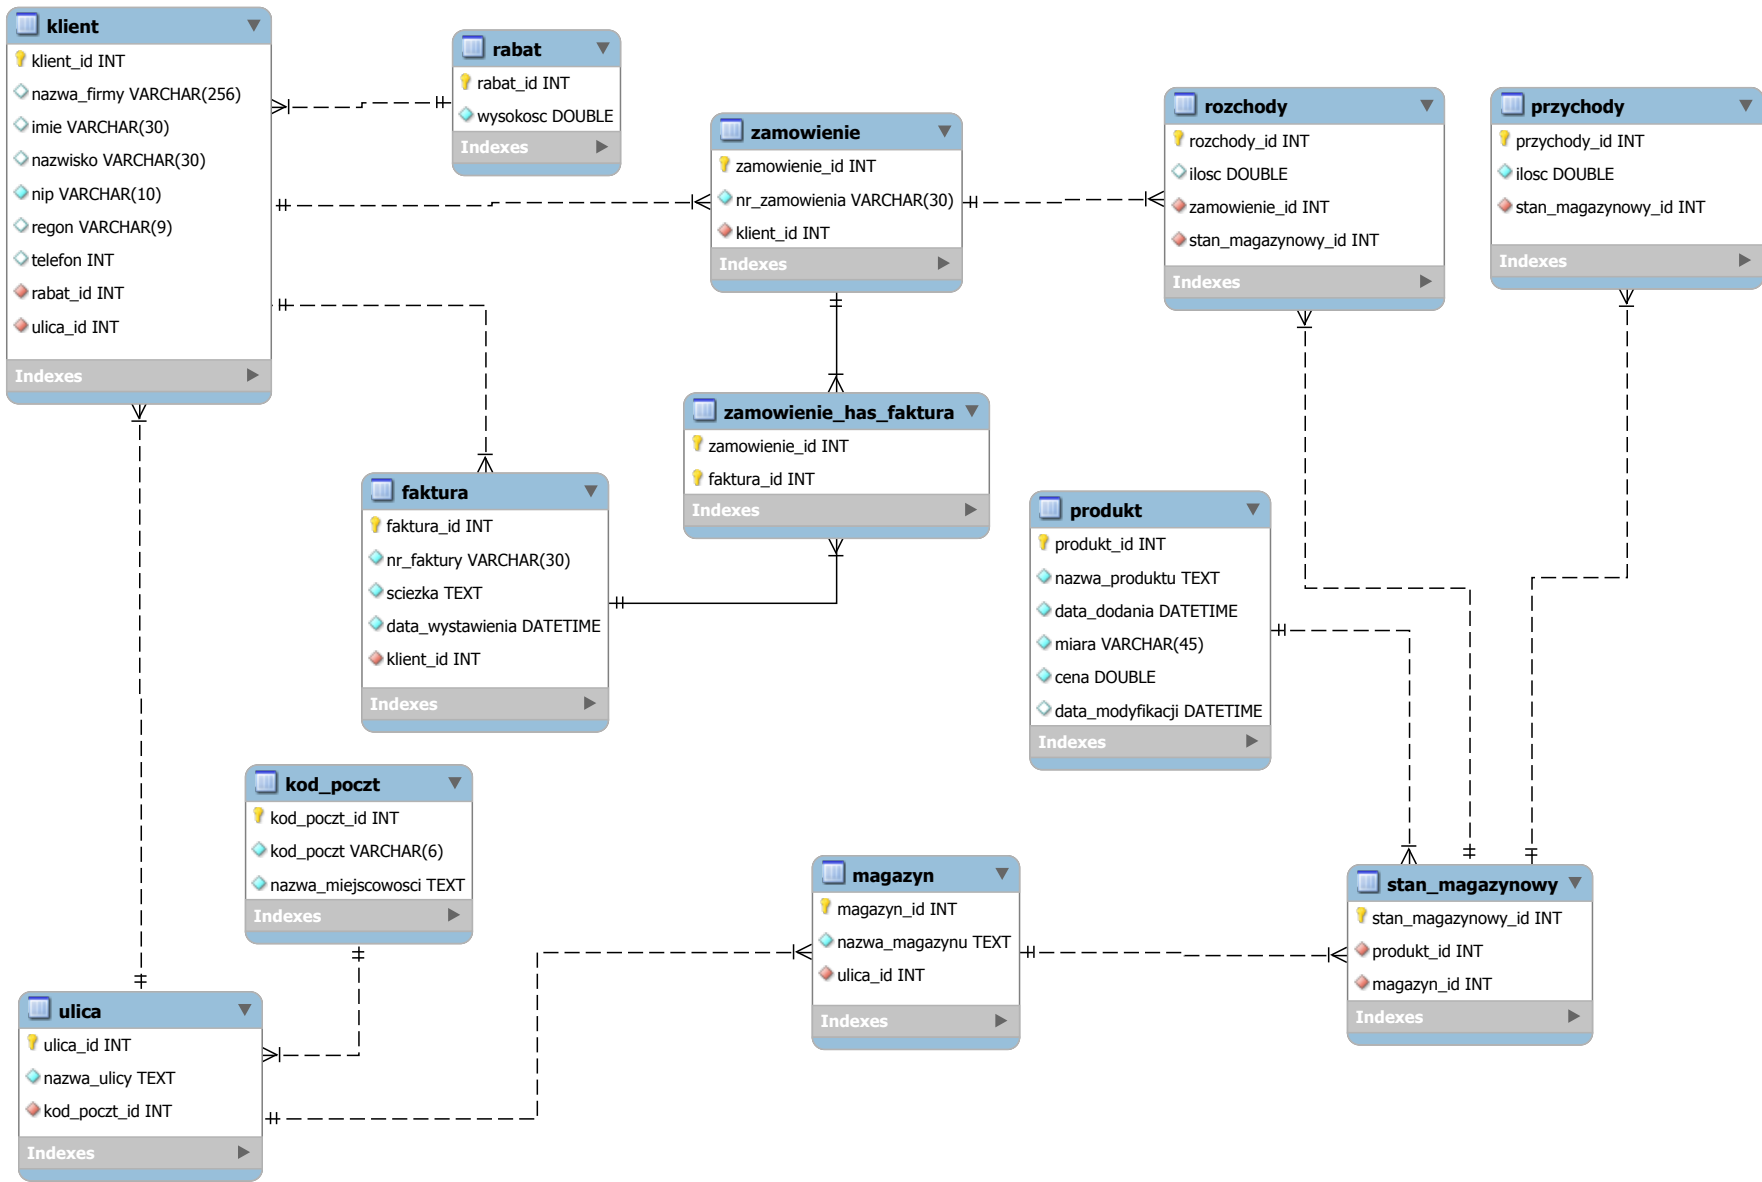 klient
klient_id INT
nazwa_firmy VARCHAR(256)
imie VARCHAR(30)
nazwisko VARCHAR(30)
nip VARCHAR(10)
regon VARCHAR(9)
telefon INT
rabat_id INT
ulica_id INT
Indexes
rabat
rabat_id INT
wysokosc DOUBLE
Indexes
zamowienie
zamowienie_id INT
nr_zamowienia VARCHAR(30)
klient_id INT
Indexes
rozchody
rozchody_id INT
ilosc DOUBLE
zamowienie_id INT
stan_magazynowy_id INT
Indexes
przychody
przychody_id INT
ilosc DOUBLE
stan_magazynowy_id INT
Indexes
zamowienie_has_faktura
zamowienie_id INT
faktura_id INT
Indexes
faktura
faktura_id INT
nr_faktury VARCHAR(30)
sciezka TEXT
data_wystawienia DATETIME
klient_id INT
Indexes
produkt
produkt_id INT
nazwa_produktu TEXT
data_dodania DATETIME
miara VARCHAR(45)
cena DOUBLE
data_modyfikacji DATETIME
Indexes
kod_poczt
kod_poczt_id INT
kod_poczt VARCHAR(6)
nazwa_miejscowosci TEXT
Indexes
magazyn
magazyn_id INT
nazwa_magazynu TEXT
ulica_id INT
Indexes
stan_magazynowy
stan_magazynowy_id INT
produkt_id INT
magazyn_id INT
Indexes
ulica
ulica_id INT
nazwa_ulicy TEXT
kod_poczt_id INT
Indexes